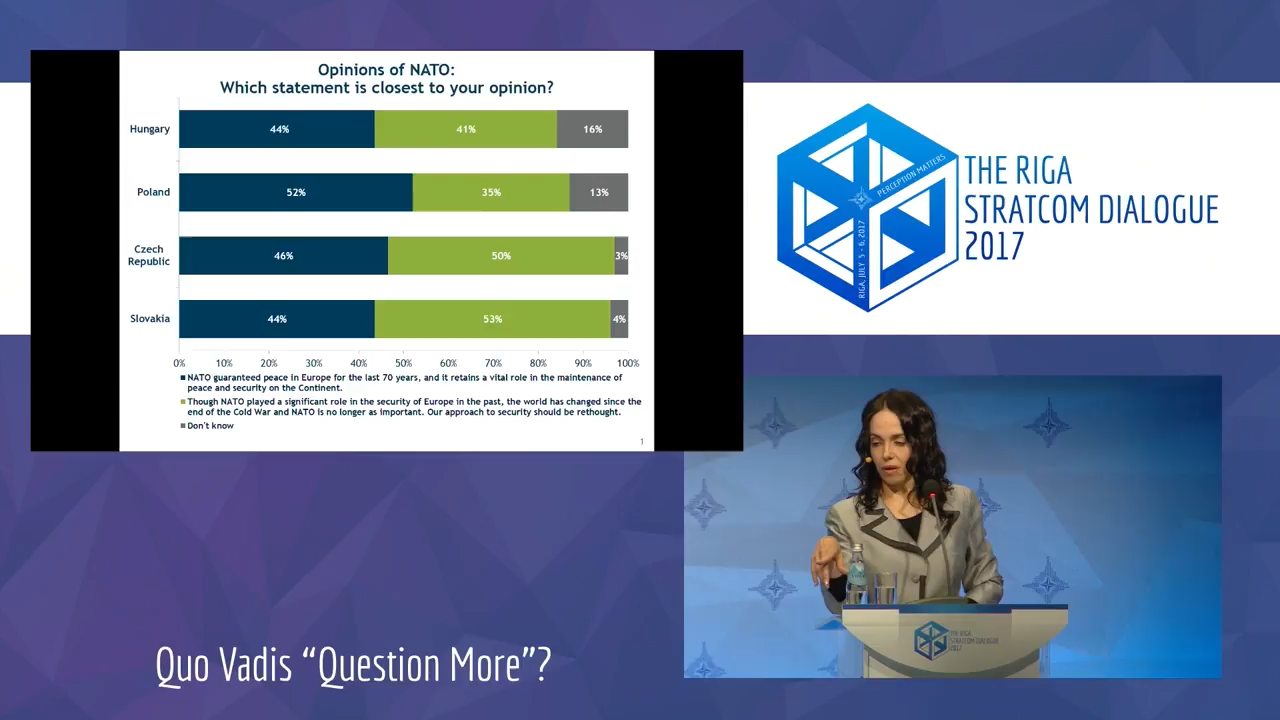 Opinions of NATO:
Which statement is closest to your opinion?
Hungary 44% 41% 16%
Poland 52% 35% 13%
Czech
Republic 46% 50% 3%
Slovakia 44% 53% 4%
0% 10% 20% 30% 40% 50% 60% 70% 80% 90% 100%
NATO guaranteed peace in Europe for the last 70 years, and it retains a vital role in the maintenance of
peace and security on the Continent.
Though NATO played a significant role in the security of Europe in the past, the world has changed since the
end of the Cold War and NATO is no longer as important. Our approach to security should be rethought.
Don't know
1
PERCEPTION MATTERS
RIGA, JULY 5 - 6, 2017
THE RIGA
STRATCOM DIALOGUE
2017
THE RIGA
STRATCOM DIALOGUE
2017
Quo Vadis “Question More”?